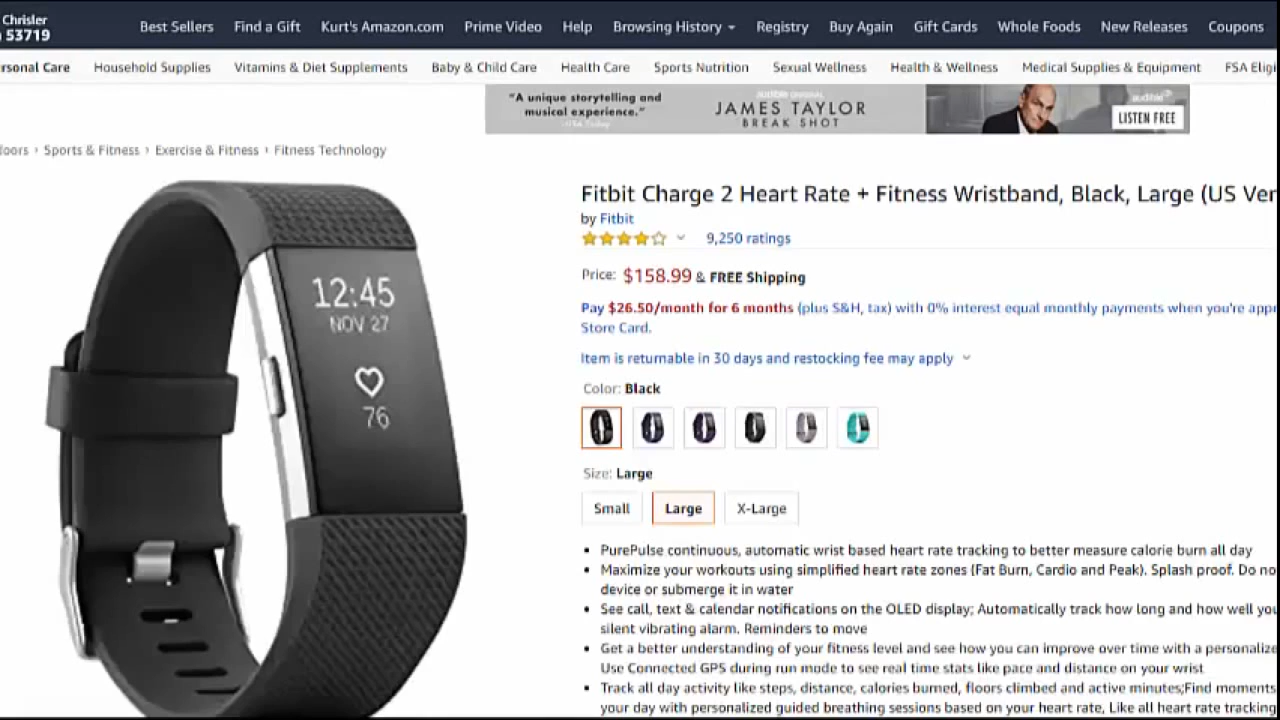 Chrisler
53719
Best Sellers Find a Gift Kurt's Amazon.com Prime Video Help Browsing History Registry Buy Again Gift Cards Whole Foods New Releases Coupons
rsonal Care Household Supplies Vitamins & Diet Supplements Baby & Child Care Health Care Sports Nutrition Sexual Wellness Health & Wellness Medical Supplies & Equipment FSA Eligi
"A unique storytelling and
musical experience."
AUDIBLE ORIGINAL
JAMES TAYLOR
BREAK SHOT
audible
LISTEN FREE
oors › Sports & Fitness › Exercise & Fitness › Fitness Technology
12:45
NOV 27
76
Fitbit Charge 2 Heart Rate + Fitness Wristband, Black, Large (US Ver
by Fitbit
9,250 ratings
Price: $158.99 & FREE Shipping
Pay $26.50/month for 6 months (plus S&H, tax) with 0% interest equal monthly payments when you're appr
Store Card.
Item is returnable in 30 days and restocking fee may apply
Color: Black
Size: Large
Small Large X-Large
• PurePulse continuous, automatic wrist based heart rate tracking to better measure calorie burn all day
• Maximize your workouts using simplified heart rate zones (Fat Burn, Cardio and Peak). Splash proof. Do no
device or submerge it in water
• See call, text & calendar notifications on the OLED display; Automatically track how long and how well you
silent vibrating alarm. Reminders to move
• Get a better understanding of your fitness level and see how you can improve over time with a personalize
Use Connected GPS during run mode to see real time stats like pace and distance on your wrist
• Track all day activity like steps, distance, calories burned, floors climbed and active minutes;Find moments
your day with personalized guided breathing sessions based on your heart rate, Like all heart rate tracking